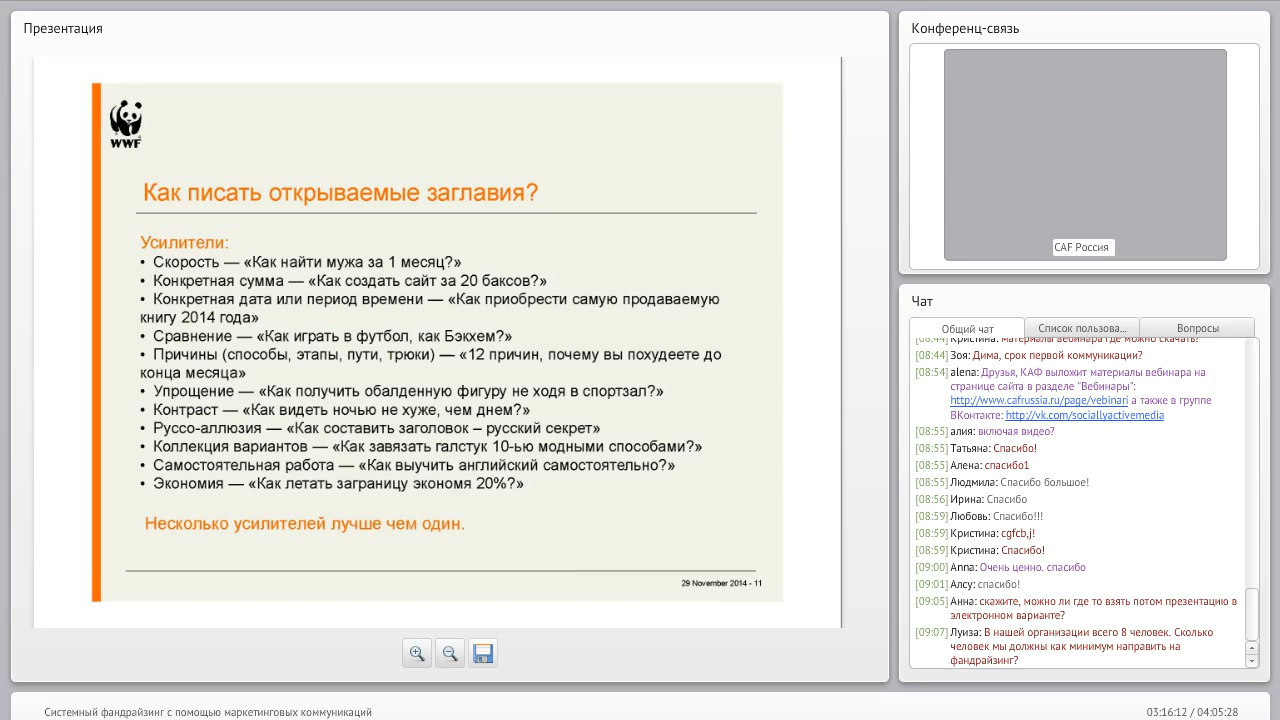 Презентация
WWF
Как писать открываемые заглавия?
Усилители:
• Скорость — «Как найти мужа за 1 месяц?»
• Конкретная сумма — «Как создать сайт за 20 баксов?»
• Конкретная дата или период времени — «Как приобрести самую продаваемую
книгу 2014 года»
• Сравнение — «Как играть в футбол, как Бэкхем?»
• Причины (способы, этапы, пути, трюки) — «12 причин, почему вы похудеете до
конца месяца»
• Упрощение — «Как получить обалденную фигуру не ходя в спортзал?»
• Контраст — «Как видеть ночью не хуже, чем днем?»
• Руссо-аллюзия — «Как составить заголовок – русский секрет»
• Коллекция вариантов — «Как завязать галстук 10-ью модными способами?»
• Самостоятельная работа — «Как выучить английский самостоятельно?»
• Экономия — «Как летать заграницу экономя 20%?»
Несколько усилителей лучше чем один.
29 November 2014 - 11
Конференц-связь
CAF Россия
Чат
Общий чат
Список пользова...
Вопросы
[08:44] Кристина: материалы вебинара где можно скачать?
[08:44] Зоя: Дима, срок первой коммуникации?
[08:54] alena: Друзья, КАФ выложит материалы вебинара на
странице сайта в разделе "Вебинары":
http://www.cafrussia.ru/page/vebinari а также в группе
ВКонтакте: http://vk.com/sociallyactivemedia
[08:55] алия: включая видео?
[08:55] Татьяна: Спасибо!
[08:55] Алена: спасибо1
[08:55] Людмила: Спасибо большое!
[08:56] Ирина: Спасибо
[08:59] Любовь: Спасибо!!!
[08:59] Кристина: cgfcb,j!
[08:59] Кристина: Спасибо!
[09:00] Anna: Очень ценно. спасибо
[09:01] Алсу: спасибо!
[09:05] Анна: скажите, можно ли где то взять потом презентацию в
электронном варианте?
[09:07] Луиза: В нашей организации всего 8 человек. Сколько
человек мы должны как минимум направить на
фандрайзинг?
Системный фандрайзинг с помощью маркетинговых коммуникаций
03:16:12 / 04:05:28